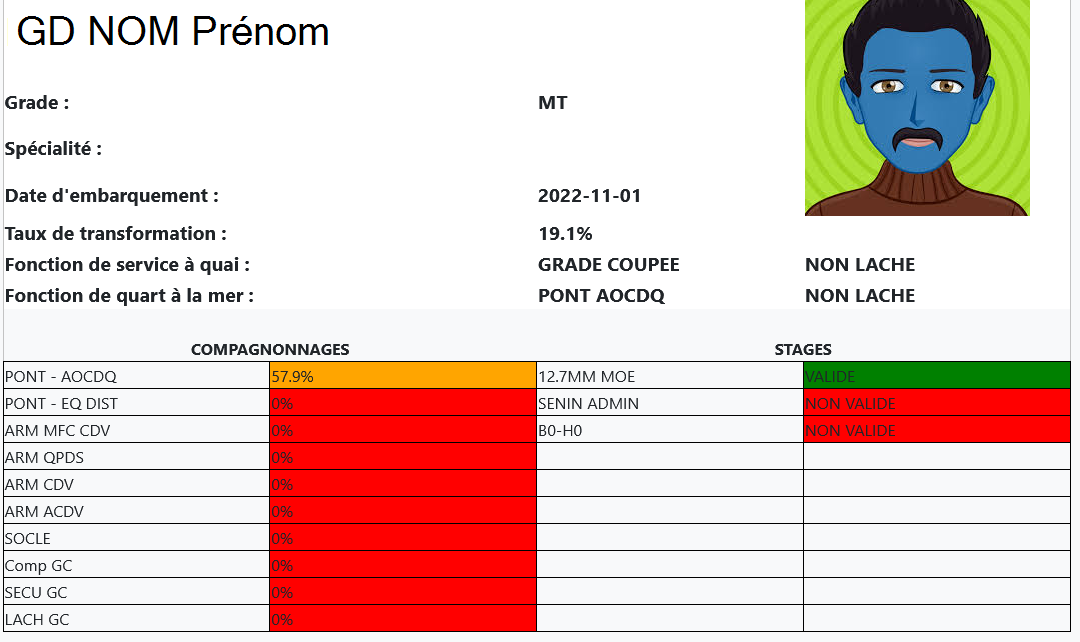 GD NOM Prénom
Grade : MT
Spécialité :
Date d'embarquement : 2022-11-01
Taux de transformation : 19.1%
Fonction de service à quai : GRADE COUPEE NON LACHE
Fonction de quart à la mer : PONT AOCDQ NON LACHE
COMPAGNONNAGES STAGES
PONT - AOCDQ 57.9% 12.7MM MOE VALIDE
PONT - EQ DIST 0% SENIN ADMIN NON VALIDE
ARM MFC CDV 0% B0-H0 NON VALIDE
ARM QPDS 0%
ARM CDV 0%
ARM ACDV 0%
SOCLE 0%
Comp GC 0%
SECU GC 0%
LACH GC 0%